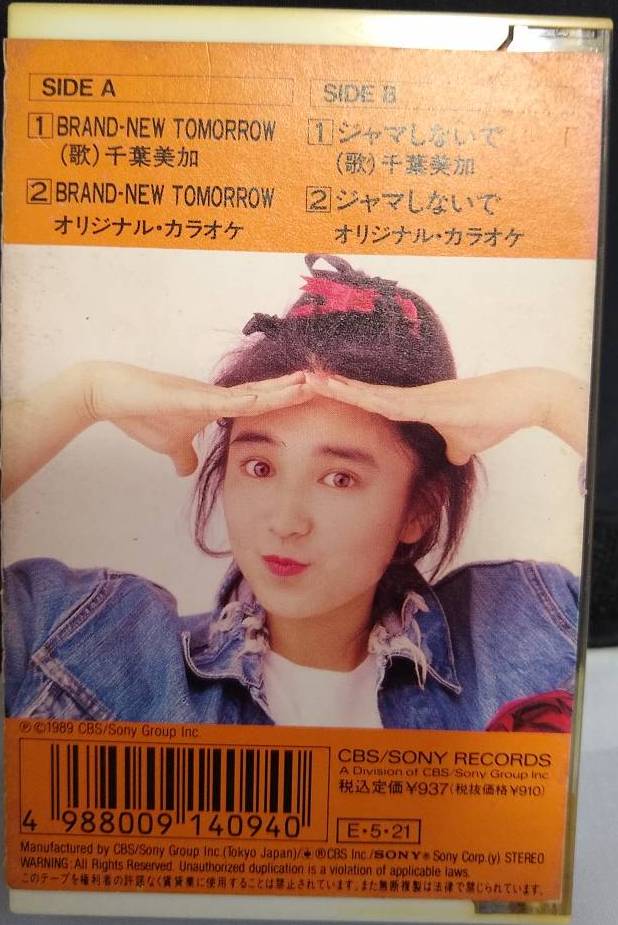 SIDE A
1 BRAND-NEW TOMORROW
(歌)千葉美加
2 BRAND-NEW TOMORROW
オリジナル・カラオケ
SIDE B
1 ジャマしないで
(歌)千葉美加
2 ジャマしないで
オリジナル・カラオケ
℗©1989 CBS/Sony Group Inc.
4 988009 140940
CBS/SONY RECORDS
A Division of CBS/Sony Group Inc.
税込定価¥937(税抜価格¥910)
E・5・21
Manufactured by CBS/Sony Group Inc.(Tokyo Japan)/®CBS Inc./SONY® Sony Corp.(y) STEREO
WARNING: All Rights Reserved. Unauthorized duplication is a violation of applicable laws.
このテープを権利者の許諾なく賃貸業に使用することは禁止されています。また無断複製は法律で禁じられています。